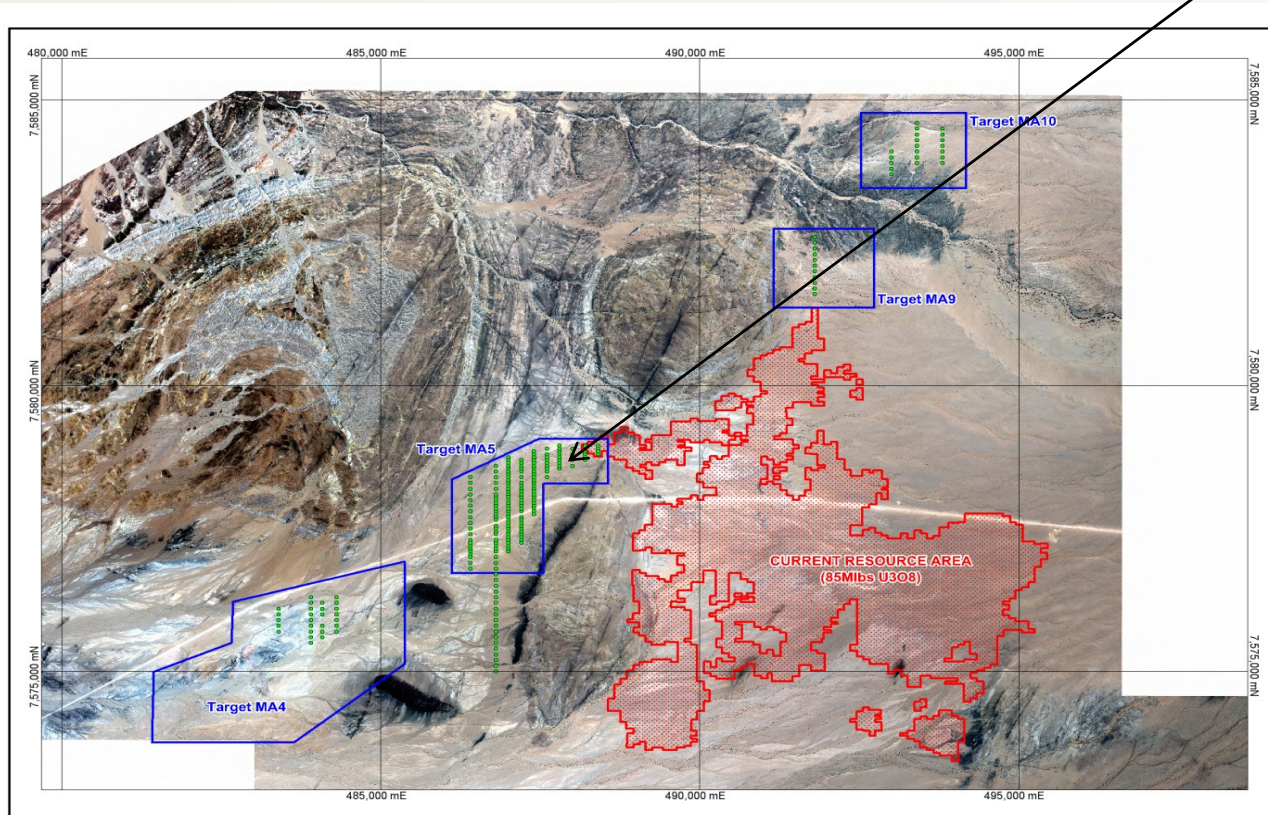 480,000 mE
485,000 mE
490,000 mE
495,000 mE
7,585,000 mN
7,585,000 mN
Target MA10
Target MA9
7,580,000 mN
7,580,000 mN
Target MA5
CURRENT RESOURCE AREA
(85Mlbs U3O8)
7,575,000 mN
7,575,000 mN
Target MA4
485,000 mE
490,000 mE
495,000 mE